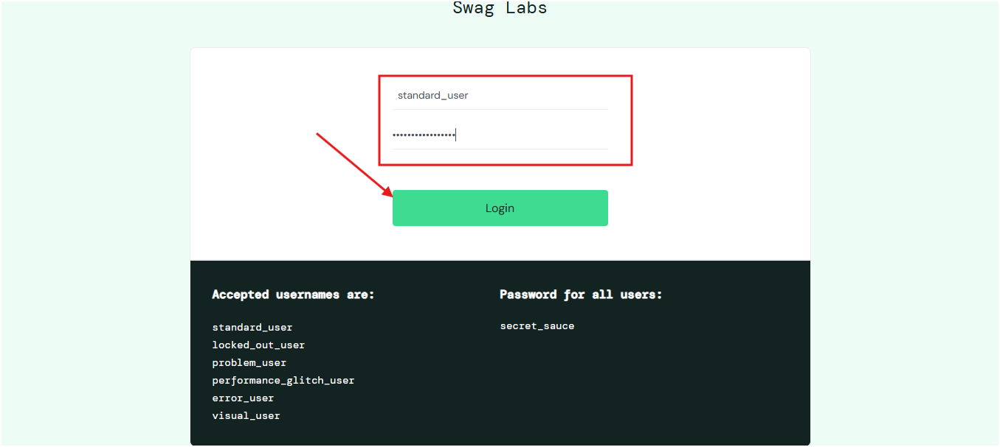 Swag Labs
standard_user
•••••••••••••••••
Login
Accepted usernames are:
standard_user
locked_out_user
problem_user
performance_glitch_user
error_user
visual_user
Password for all users:
secret_sauce